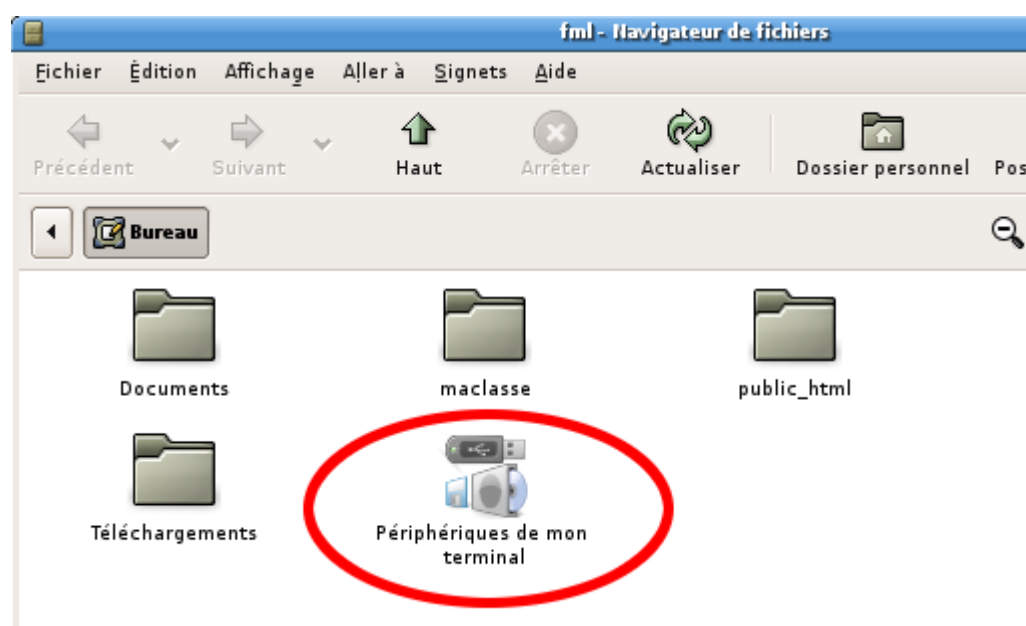 fml - Navigateur de fichiers
Fichier Édition Affichage Aller à Signets Aide
Précédent Suivant Haut Arrêter Actualiser Dossier personnel
Bureau
Documents maclasse public_html
Téléchargements Périphériques de mon
terminal